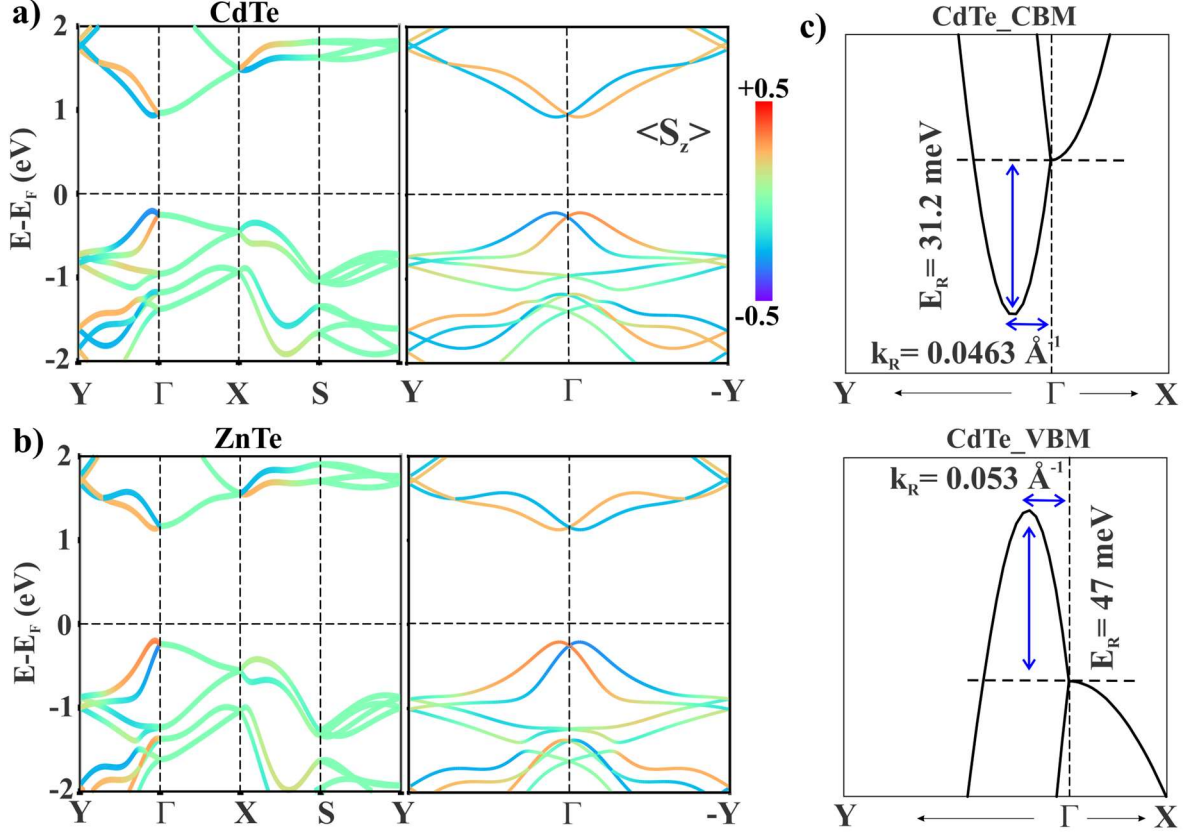 a)
CdTe
2
1
0
-1
-2
E-E_F (eV)
Y Γ X S
Y Γ -Y
+0.5
<S_z>
-0.5
b)
ZnTe
2
1
0
-1
-2
E-E_F (eV)
Y Γ X S Y
Γ -Y
c)
CdTe_CBM
E_R= 31.2 meV
k_R= 0.0463 Å⁻¹
Y Γ X
CdTe_VBM
k_R= 0.053 Å⁻¹
E_R= 47 meV
Y Γ X